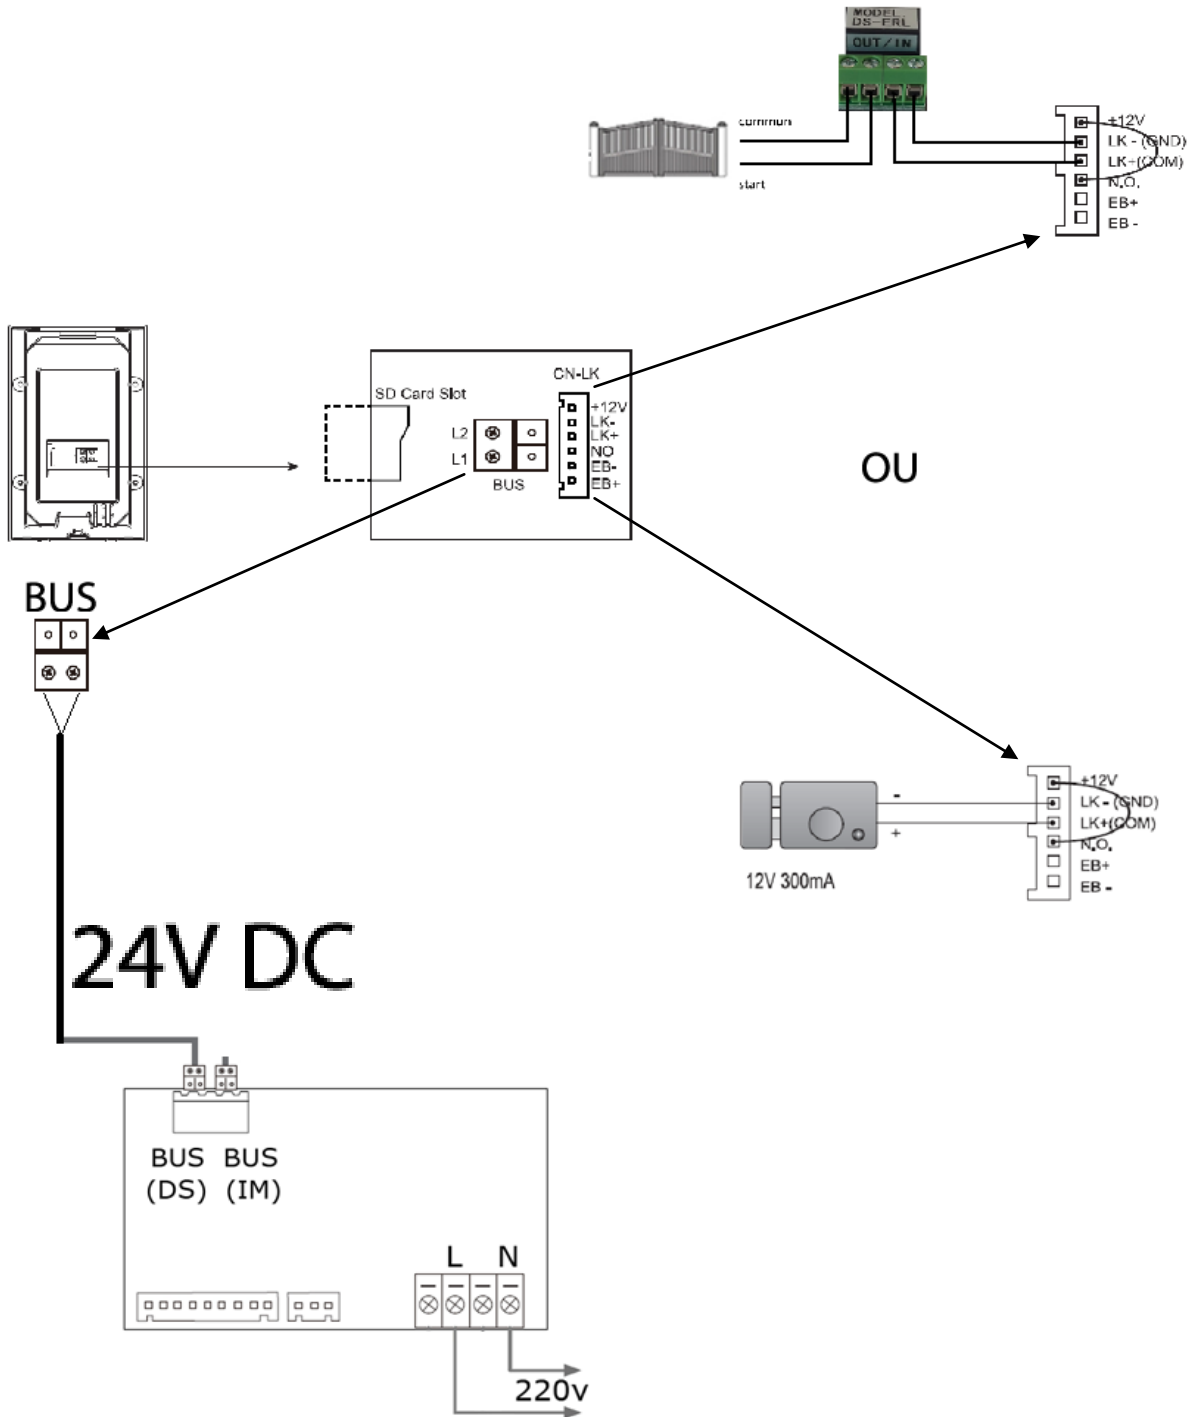 MODEL.
DS-FRL
OUT/IN
commun
start
+12V
LK - (GND)
LK+(COM)
N.O.
EB+
EB -
CN-LK
SD Card Slot
+12V
LK-
LK+
NO
EB-
EB+
L2
L1
BUS
OU
BUS
+12V
LK - (GND)
LK+(COM)
N.O.
EB+
EB -
-
+
12V 300mA
24V DC
BUS BUS
(DS) (IM)
L N
220v